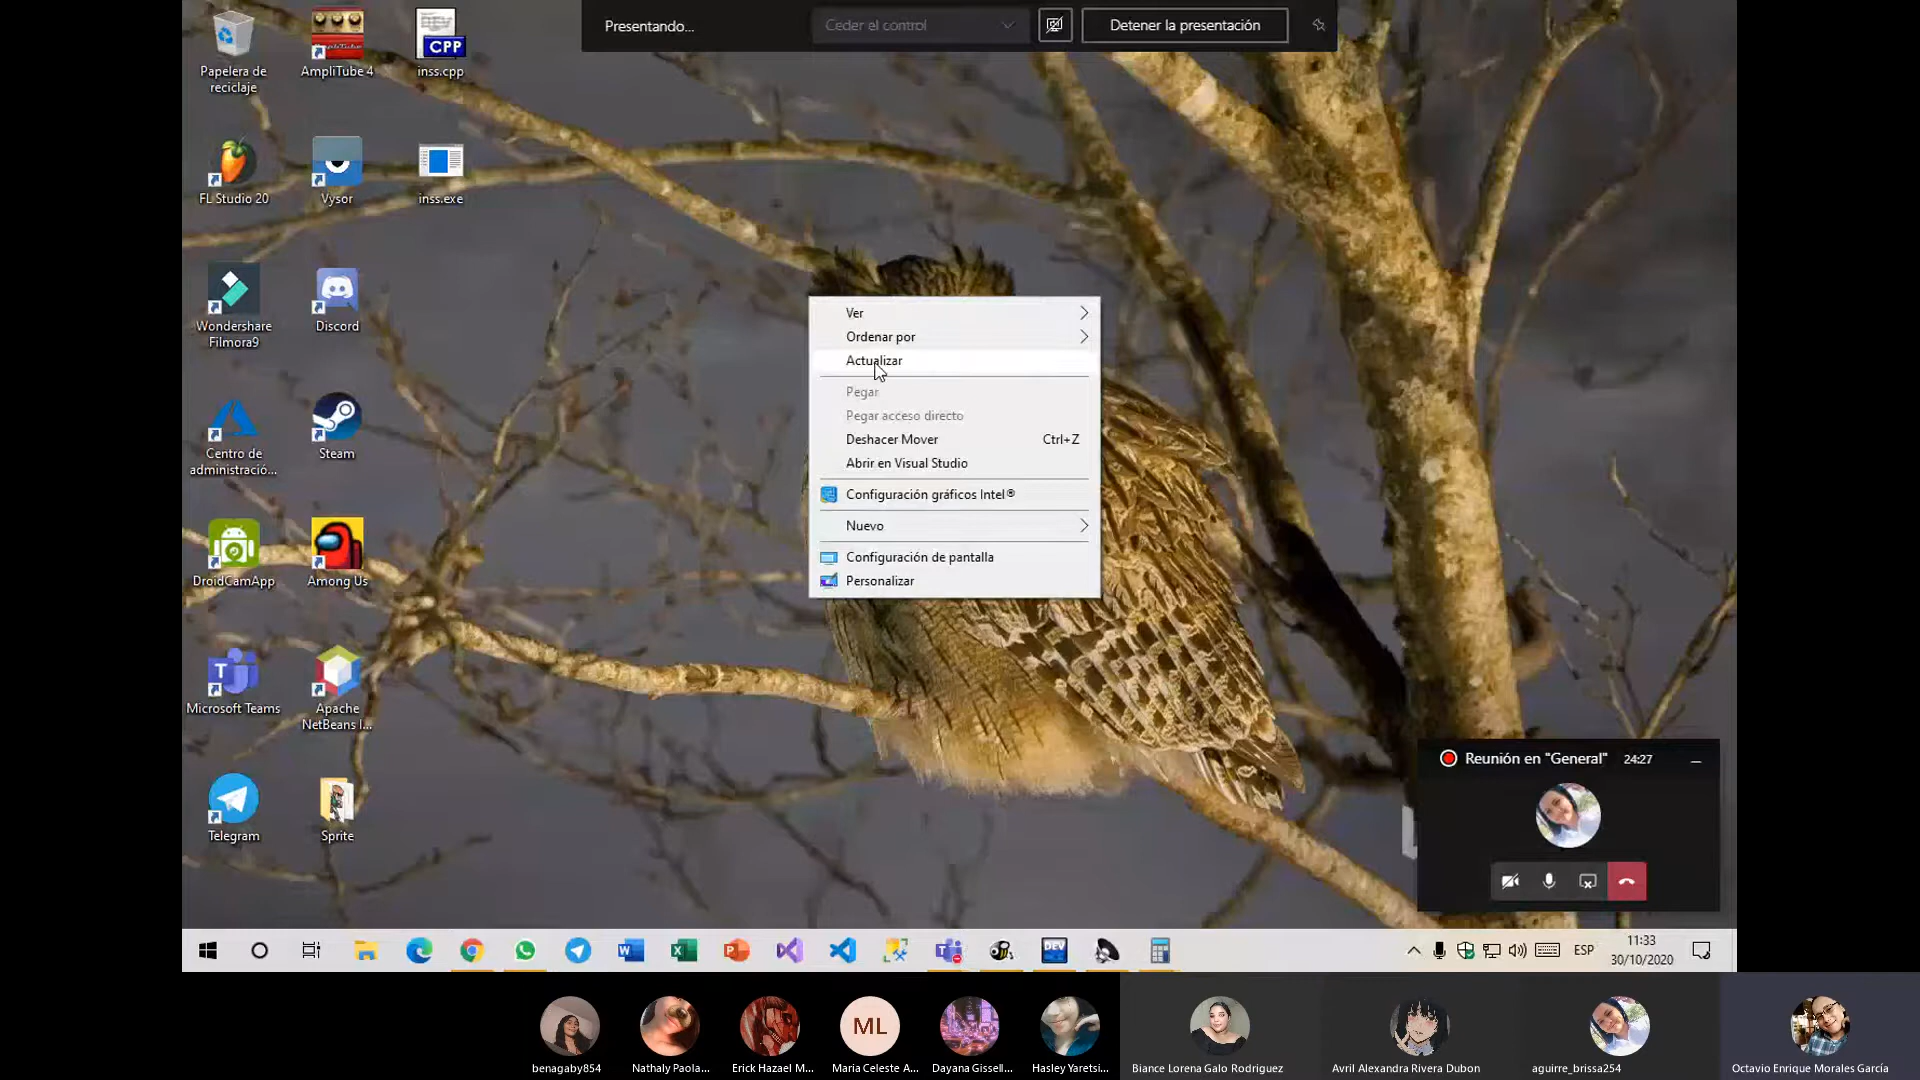 Presentando...
Ceder el control
Detener la presentación
Papelera de
reciclaje
AmpliTube 4
inss.cpp
FL Studio 20
Vysor
inss.exe
Wondershare
Filmora9
Discord
Centro de
administració...
Steam
DroidCamApp
Among Us
Microsoft Teams
Apache
NetBeans I...
Telegram
Sprite
Ver
Ordenar por
Actualizar
Pegar
Pegar acceso directo
Deshacer Mover Ctrl+Z
Abrir en Visual Studio
Configuración gráficos Intel®
Nuevo
Configuración de pantalla
Personalizar
Reunión en "General" 24:27
ESP
11:33
30/10/2020
ML
benagaby854
Nathaly Paola...
Erick Hazael M...
Maria Celeste A...
Dayana Gissell...
Hasley Yaretsi...
Biance Lorena Galo Rodriguez
Avril Alexandra Rivera Dubon
aguirre_brissa254
Octavio Enrique Morales García